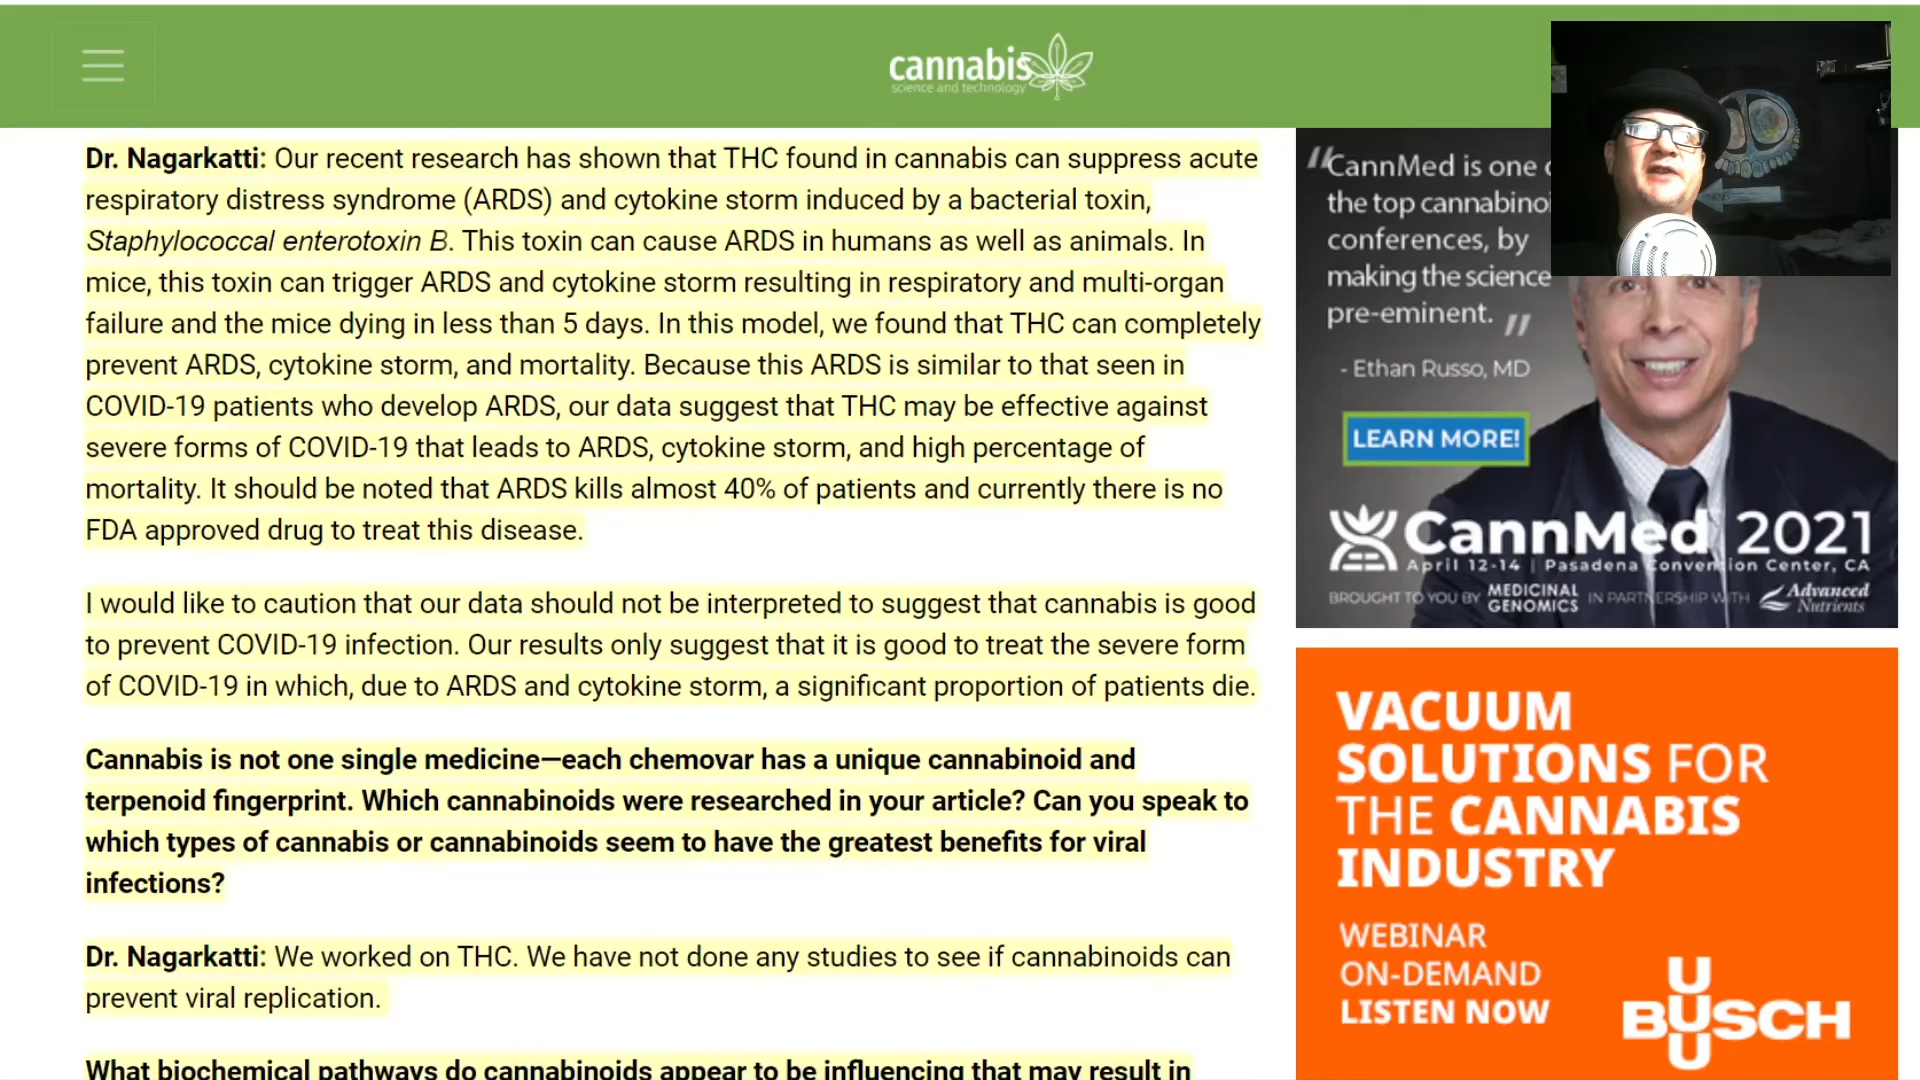 cannabis
science and technology
Dr. Nagarkatti: Our recent research has shown that THC found in cannabis can suppress acute
respiratory distress syndrome (ARDS) and cytokine storm induced by a bacterial toxin,
Staphylococcal enterotoxin B. This toxin can cause ARDS in humans as well as animals. In
mice, this toxin can trigger ARDS and cytokine storm resulting in respiratory and multi-organ
failure and the mice dying in less than 5 days. In this model, we found that THC can completely
prevent ARDS, cytokine storm, and mortality. Because this ARDS is similar to that seen in
COVID-19 patients who develop ARDS, our data suggest that THC may be effective against
severe forms of COVID-19 that leads to ARDS, cytokine storm, and high percentage of
mortality. It should be noted that ARDS kills almost 40% of patients and currently there is no
FDA approved drug to treat this disease.
I would like to caution that our data should not be interpreted to suggest that cannabis is good
to prevent COVID-19 infection. Our results only suggest that it is good to treat the severe form
of COVID-19 in which, due to ARDS and cytokine storm, a significant proportion of patients die.
Cannabis is not one single medicine—each chemovar has a unique cannabinoid and
terpenoid fingerprint. Which cannabinoids were researched in your article? Can you speak to
which types of cannabis or cannabinoids seem to have the greatest benefits for viral
infections?
Dr. Nagarkatti: We worked on THC. We have not done any studies to see if cannabinoids can
prevent viral replication.
What biochemical pathways do cannabinoids appear to be influencing that may result in
“CannMed is one
the top
conferences, by
making the science
pre-eminent. ”
- Ethan Russo, MD
LEARN MORE!
CannMed 2021
April 12-14 | Pasadena Convention Center, CA
BROUGHT TO YOU BY MEDICINAL GENOMICS IN PARTNERSHIP WITH Advanced Nutrients
VACUUM
SOLUTIONS FOR
THE CANNABIS
INDUSTRY
WEBINAR
ON-DEMAND
LISTEN NOW
BUSCH